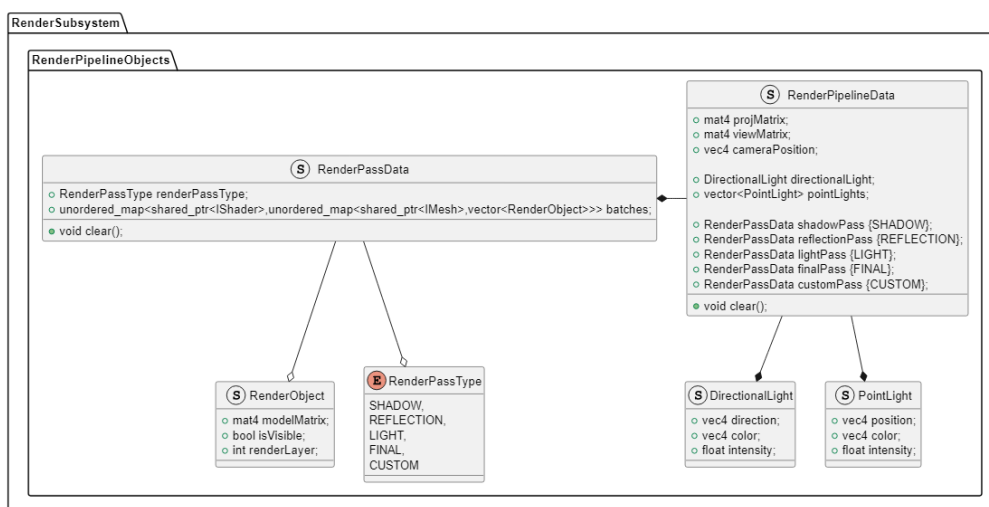 RenderSubsystem
RenderPipelineObjects
S RenderPipelineData
mat4 projMatrix;
mat4 viewMatrix;
vec4 cameraPosition;
DirectionalLight directionalLight;
vector<PointLight> pointLights;
RenderPassData shadowPass {SHADOW};
RenderPassData reflectionPass {REFLECTION};
RenderPassData lightPass {LIGHT};
RenderPassData finalPass {FINAL};
RenderPassData customPass {CUSTOM};
void clear();
S RenderPassData
RenderPassType renderPassType;
unordered_map<shared_ptr<IShader>,unordered_map<shared_ptr<IMesh>,vector<RenderObject>>> batches;
void clear();
S RenderObject
mat4 modelMatrix;
bool isVisible;
int renderLayer;
E RenderPassType
SHADOW,
REFLECTION,
LIGHT,
FINAL,
CUSTOM
S DirectionalLight
vec4 direction;
vec4 color;
float intensity;
S PointLight
vec4 position;
vec4 color;
float intensity;